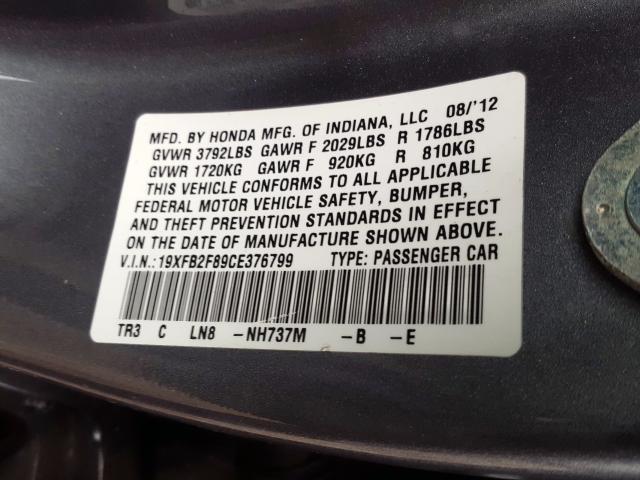 MFD. BY HONDA MFG. OF INDIANA, LLC 08/'12
GVWR 3792LBS GAWR F 2029LBS R 1786LBS
GVWR 1720KG GAWR F 920KG R 810KG
THIS VEHICLE CONFORMS TO ALL APPLICABLE
FEDERAL MOTOR VEHICLE SAFETY, BUMPER,
AND THEFT PREVENTION STANDARDS IN EFFECT
ON THE DATE OF MANUFACTURE SHOWN ABOVE.
V.I.N.:19XFB2F89CE376799 TYPE: PASSENGER CAR
TR3 C LN8 -NH737M -B -E